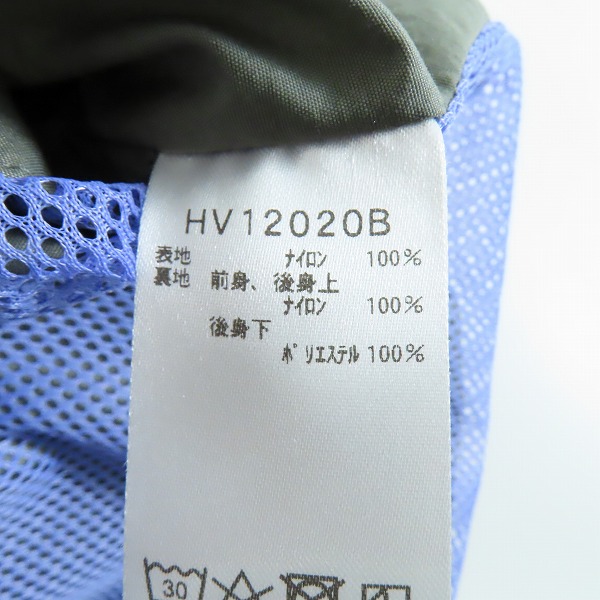 HV12020B
表地 ﾅｲﾛﾝ 100%
裏地 前身、後身上
ﾅｲﾛﾝ 100%
後身下
ﾎﾟﾘｴｽﾃﾙ 100%
30